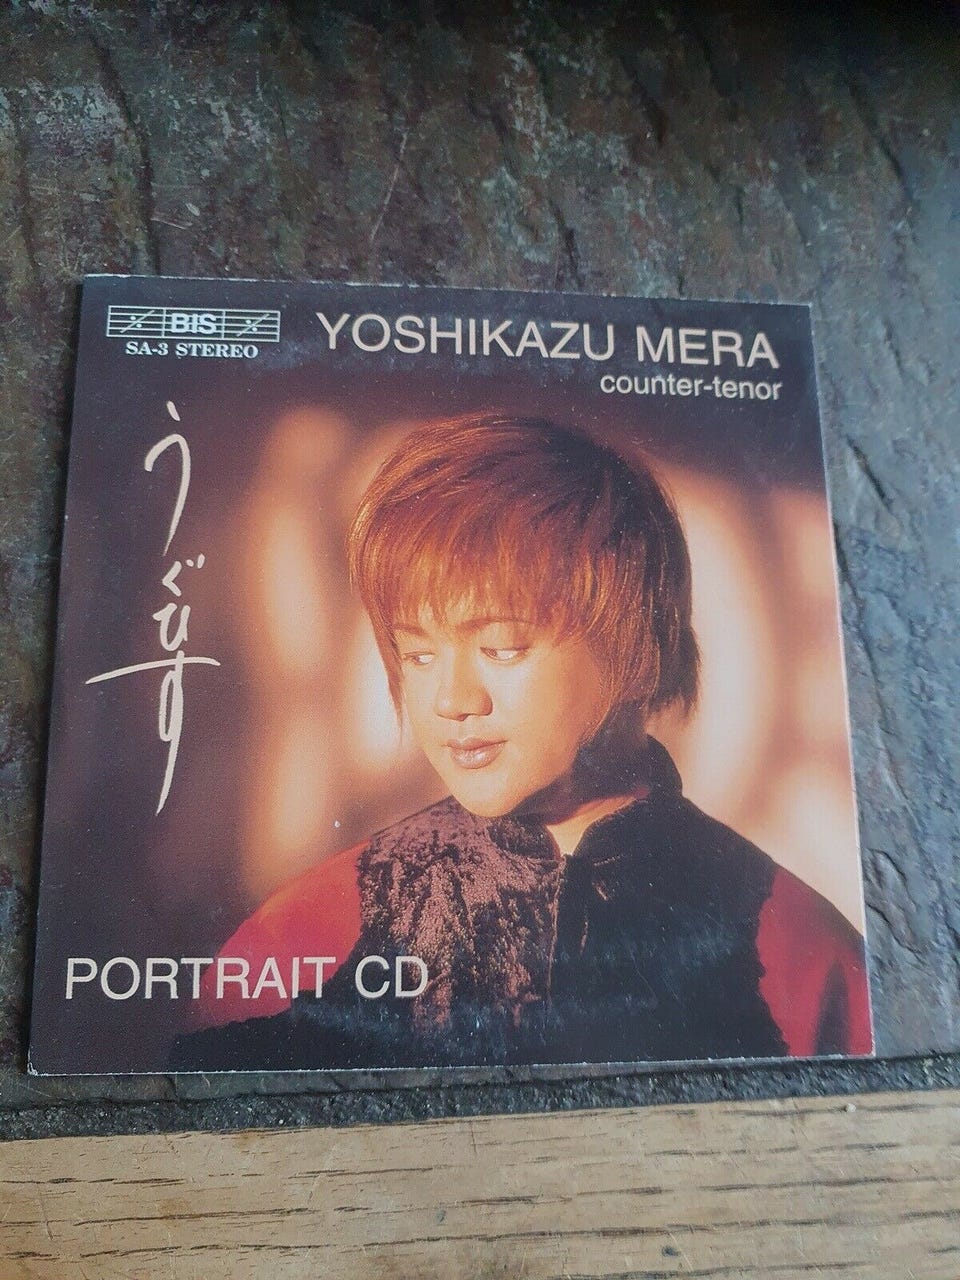 BIS
SA-3 STEREO
YOSHIKAZU MERA
counter-tenor
うぐひす
PORTRAIT CD